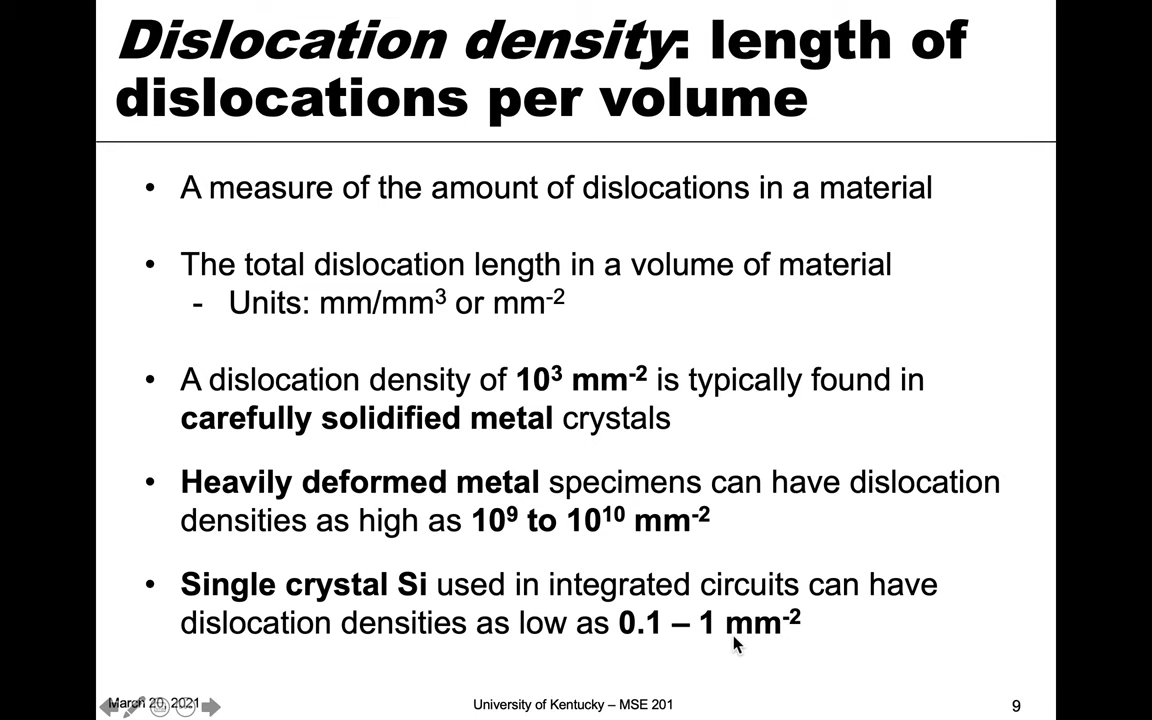 Dislocation density: length of
dislocations per volume
• A measure of the amount of dislocations in a material
• The total dislocation length in a volume of material
- Units: mm/mm³ or mm⁻²
• A dislocation density of 10³ mm⁻² is typically found in
carefully solidified metal crystals
• Heavily deformed metal specimens can have dislocation
densities as high as 10⁹ to 10¹⁰ mm⁻²
• Single crystal Si used in integrated circuits can have
dislocation densities as low as 0.1 – 1 mm⁻²
March 20, 2021
University of Kentucky – MSE 201
9